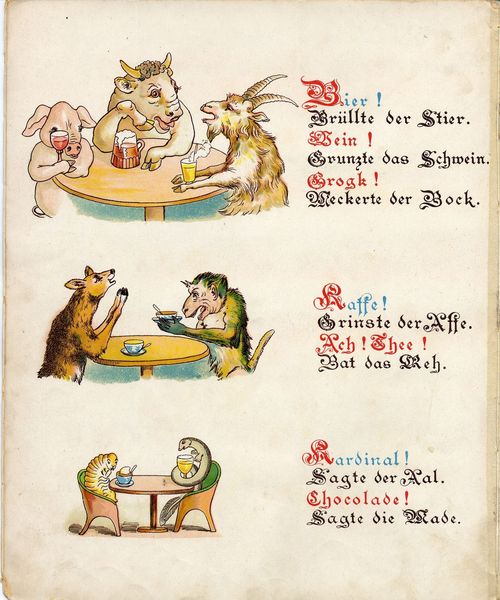 Bier!
Brüllte der Stier.
Wein!
Grunzte das Schwein.
Grogk!
Meckerte der Bock.
Kaffe!
Grinste der Affe.
Ach! Thee!
Bat das Reh.
Kardinal!
Sagte der Aal.
Chocolade!
Sagte die Made.